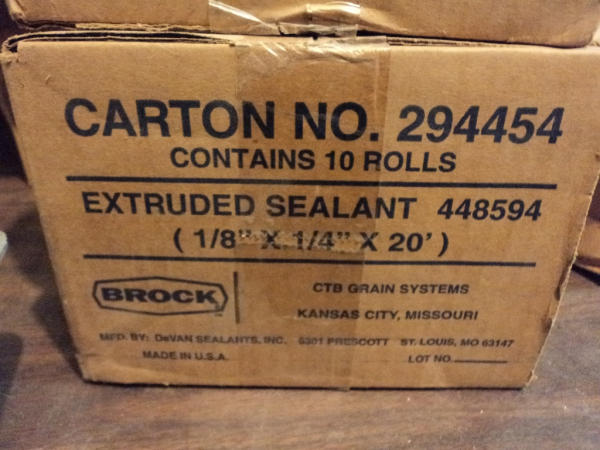 CARTON NO. 294454
CONTAINS 10 ROLLS
EXTRUDED SEALANT 448594
( 1/8" X 1/4" X 20' )
BROCK
CTB GRAIN SYSTEMS
KANSAS CITY, MISSOURI
MFD. BY: DeVAN SEALANTS, INC. 5301 PRESCOTT ST. LOUIS, MO 63147
MADE IN U.S.A.
LOT NO.